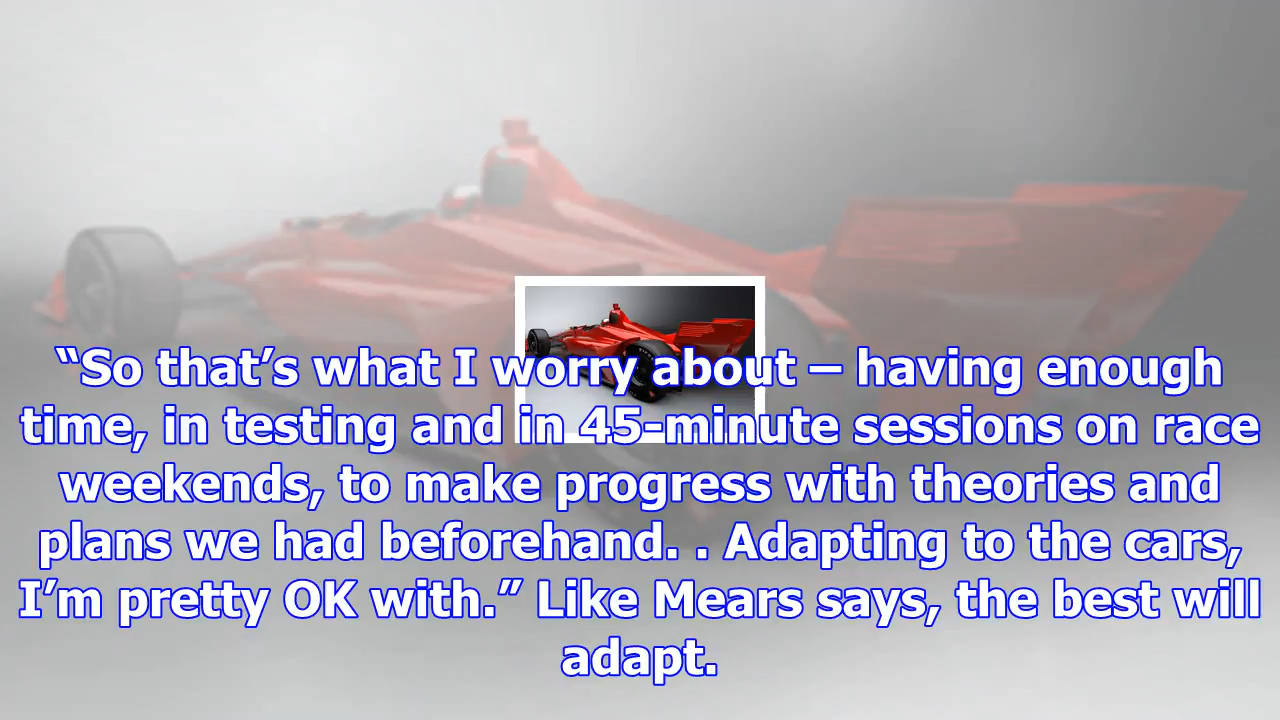 “So that’s what I worry about – having enough
time, in testing and in 45-minute sessions on race
weekends, to make progress with theories and
plans we had beforehand. . Adapting to the cars,
I’m pretty OK with.” Like Mears says, the best will
adapt.